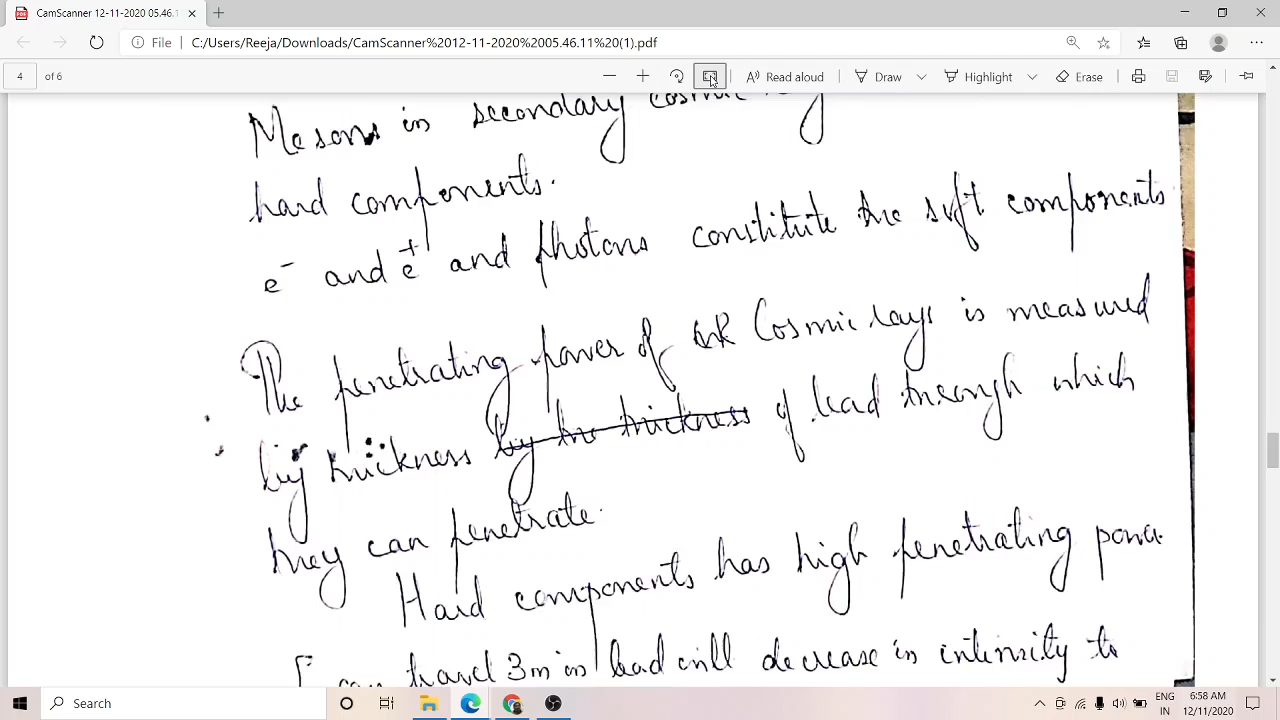 CamScanner 12-11-2020 05.46.1
File C:/Users/Reeja/Downloads/CamScanner%2012-11-2020%2005.46.11%20(1).pdf
4 of 6 Read aloud Draw Highlight Erase
Mesons in secondary cosmic
hard components.
e⁻ and e⁺ and photons constitute the soft components
The penetrating power of Cosmic rays is measured
by thickness by the thickness of lead through which
they can penetrate.
Hard components has high penetrating power
can travel 3m in lead will decrease in intensity to
Search
ENG
IN
6:58 AM
12/11/2020